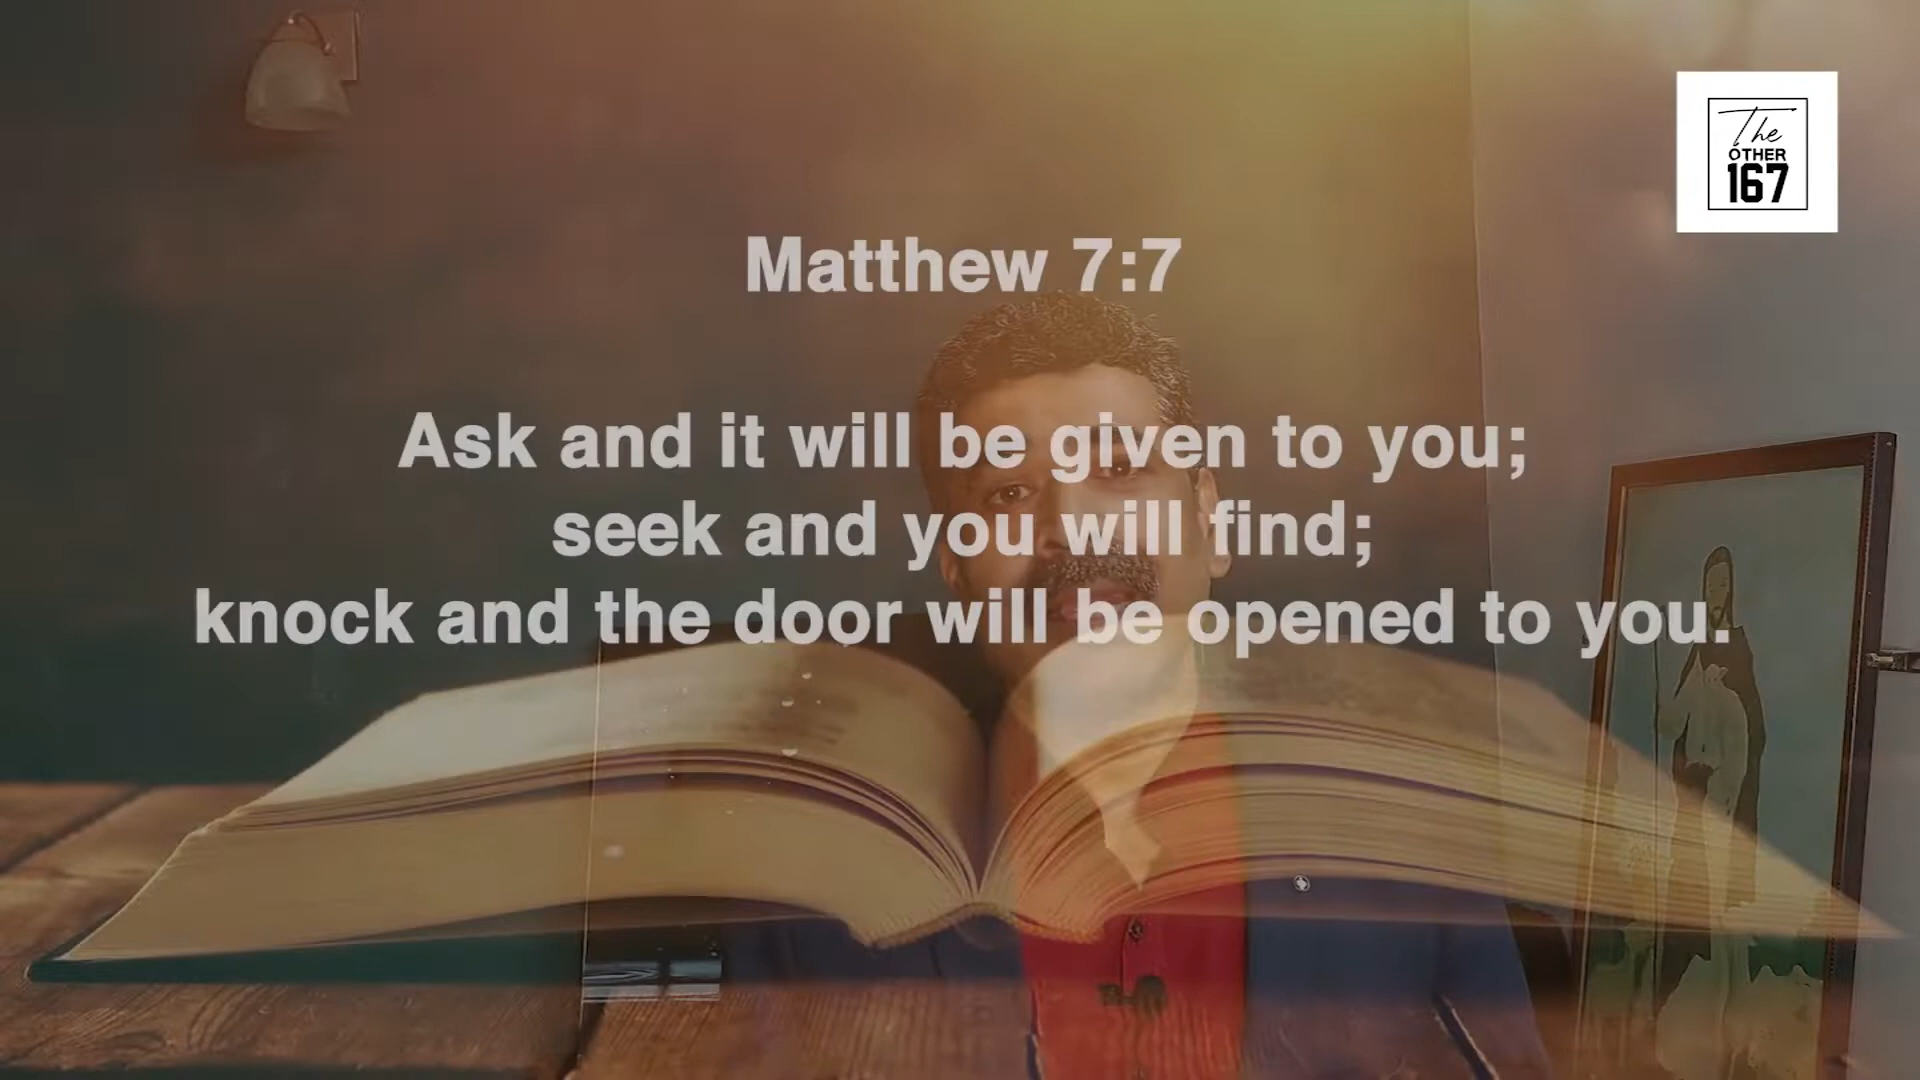 The
OTHER
167
Matthew 7:7
Ask and it will be given to you;
seek and you will find;
knock and the door will be opened to you.